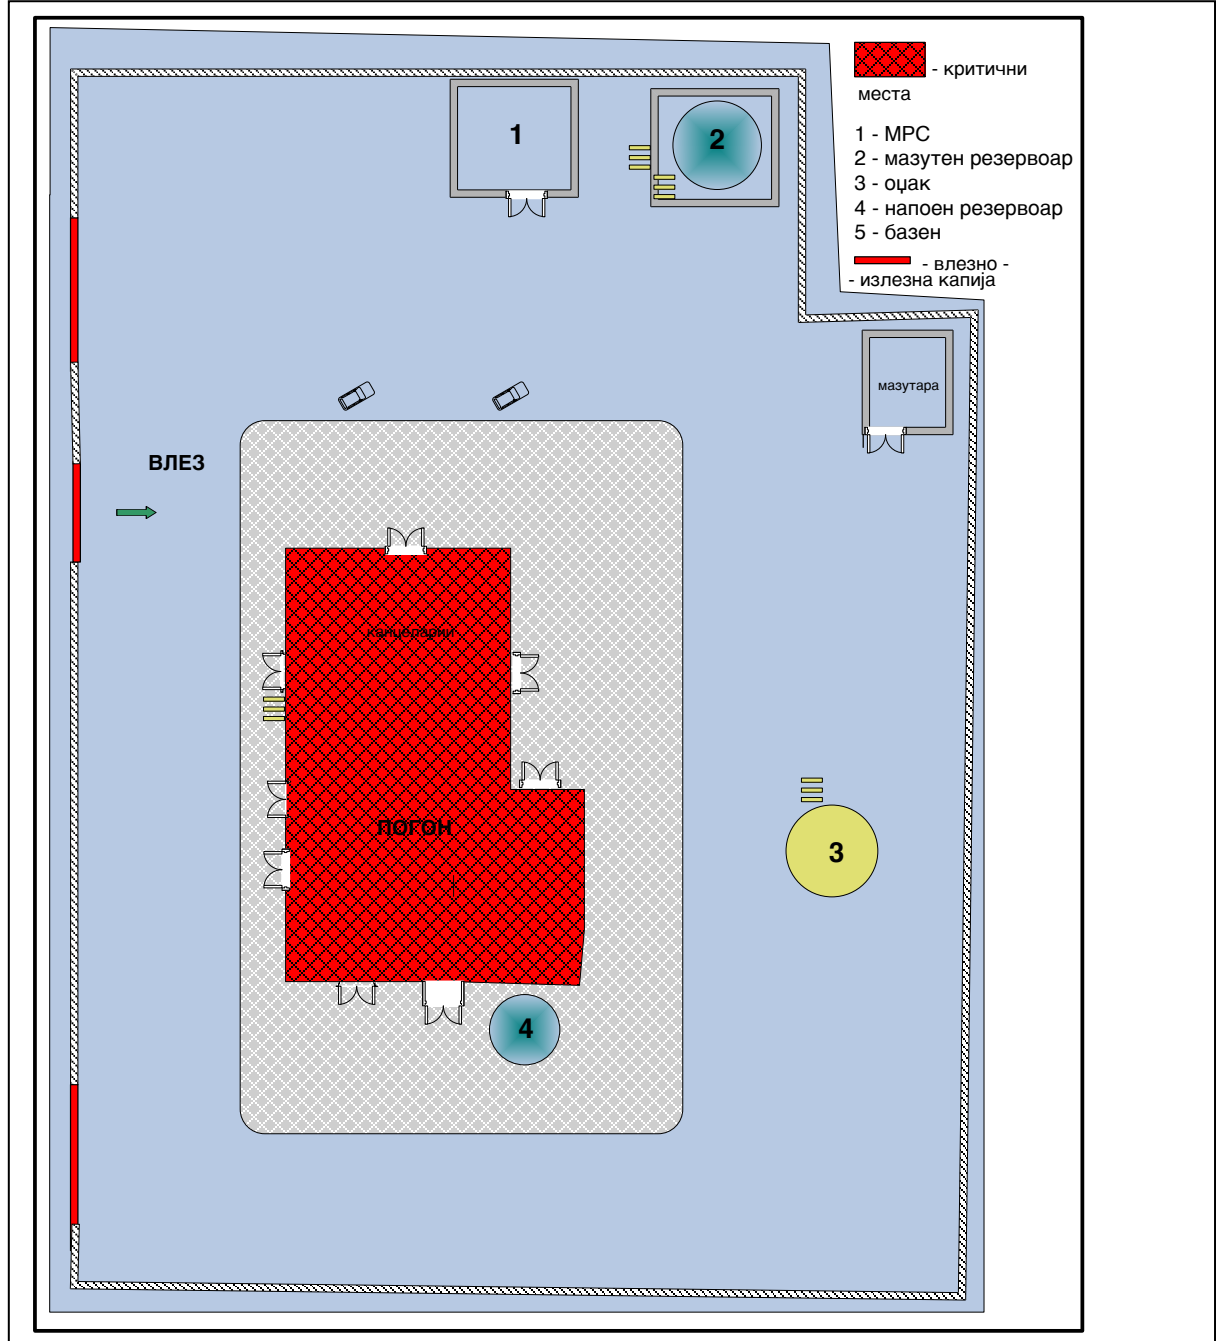 - критични
места
1 - МРС
2 - мазутен резервоар
3 - оџак
4 - напоен резервоар
5 - базен
- влезно -
- излезна капија
1
2
мазутара
ВЛЕЗ
канцеларии
ПОГОН
3
4